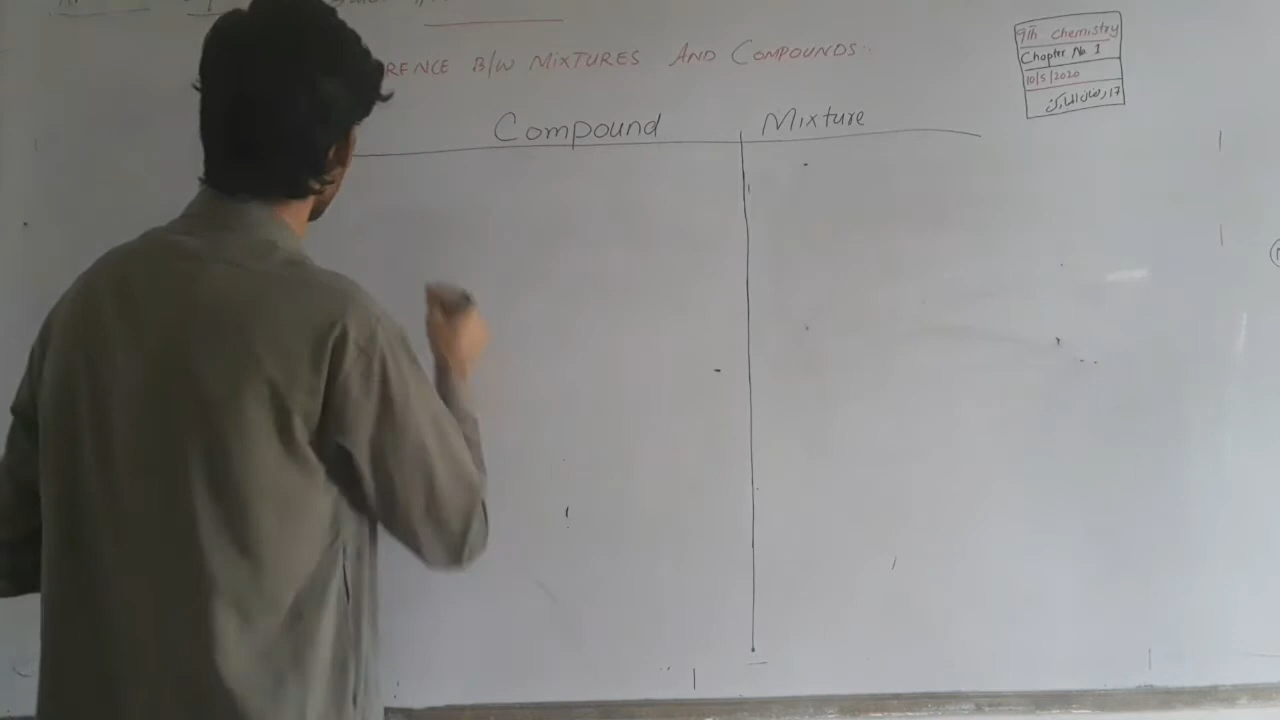 RENCE B/W MIXTURES AND COMPOUNDS:.
Compound
Mixture
9th chemistry
Chapter No 1
10/5/2020
17 رمضان المبارک